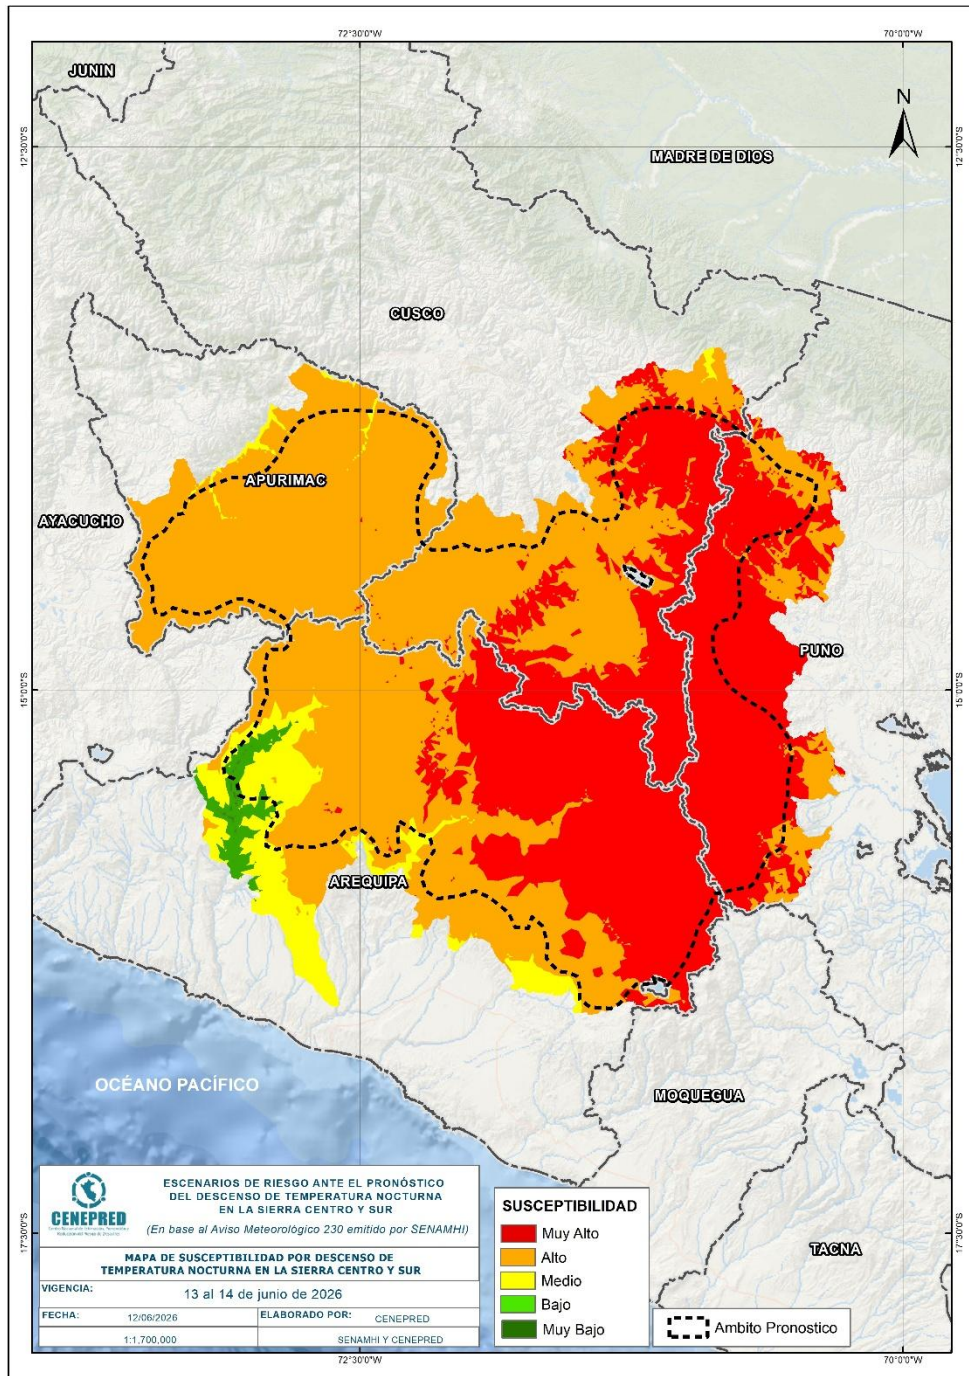 72°30'0"W
70°0'0"W
JUNIN
N
12°30'0"S
12°30'0"S
MADRE DE DIOS
CUSCO
APURIMAC
AYACUCHO
PUNO
15°0'0"S
15°0'0"S
AREQUIPA
OCÉANO PACÍFICO
MOQUEGUA
TACNA
17°30'0"S
17°30'0"S
CENEPRED
ESCENARIOS DE RIESGO ANTE EL PRONÓSTICO
DEL DESCENSO DE TEMPERATURA NOCTURNA
EN LA SIERRA CENTRO Y SUR
(En base al Aviso Meteorológico 230 emitido por SENAMHI)
MAPA DE SUSCEPTIBILIDAD POR DESCENSO DE
TEMPERATURA NOCTURNA EN LA SIERRA CENTRO Y SUR
VIGENCIA:
13 al 14 de junio de 2026
FECHA:
12/06/2026
ELABORADO POR:
CENEPRED
1:1,700,000
SENAMHI Y CENEPRED
SUSCEPTIBILIDAD
Muy Alto
Alto
Medio
Bajo
Muy Bajo
Ambito Pronostico
72°30'0"W
70°0'0"W